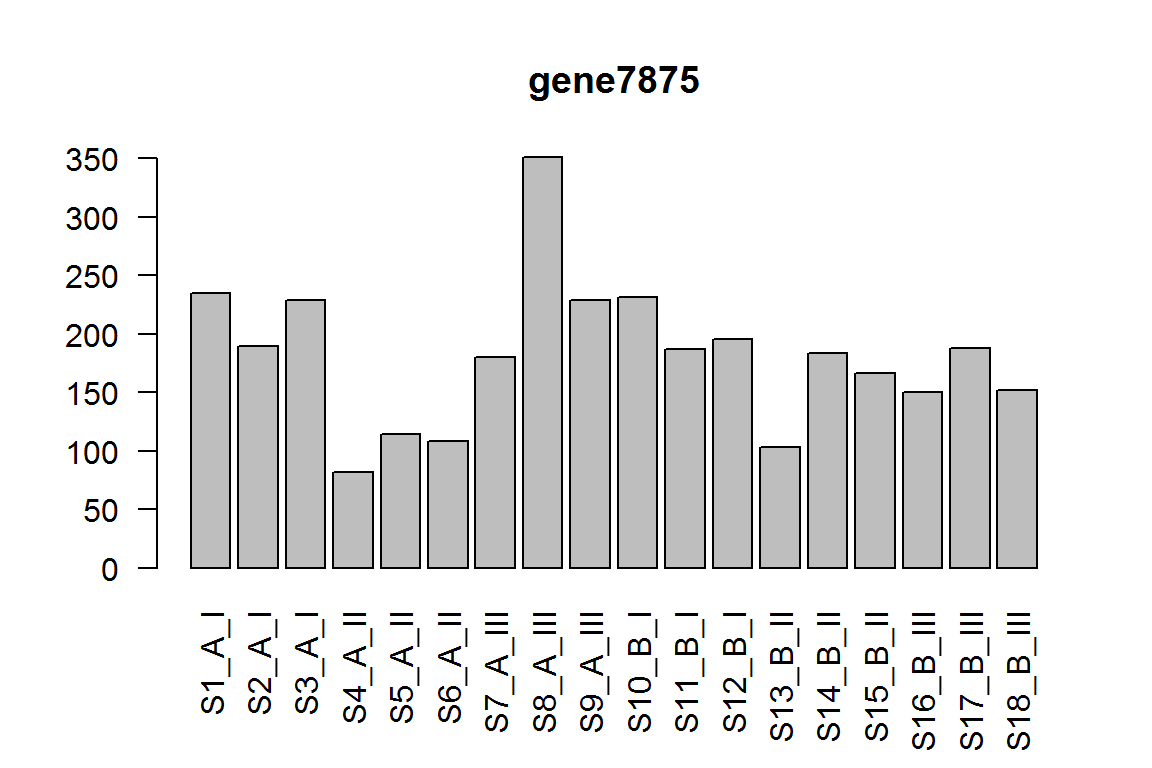 gene7875
350
300
250
200
150
100
50
0
S1_A_I
S2_A_I
S3_A_I
S4_A_II
S5_A_II
S6_A_II
S7_A_III
S8_A_III
S9_A_III
S10_B_I
S11_B_I
S12_B_I
S13_B_II
S14_B_II
S15_B_II
S16_B_III
S17_B_III
S18_B_III